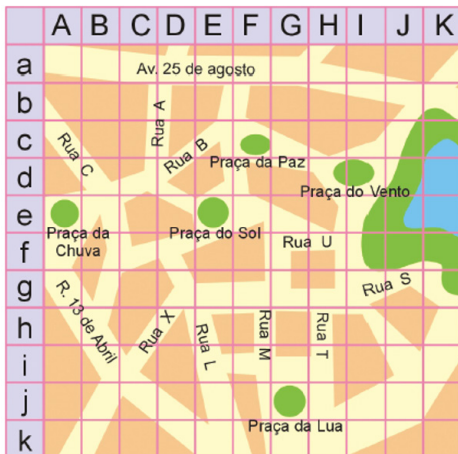 A B C D E F G H I J K
a
Av. 25 de agosto
b
Rua A
c
Rua C
Rua B
Praça da Paz
d
Praça do Vento
e
Praça da
Chuva
Praça do Sol
f
Rua U
g
Rua S
R. 13 de Abril
h
Rua X
Rua L
Rua M
Rua T
i
j
Praça da Lua
k